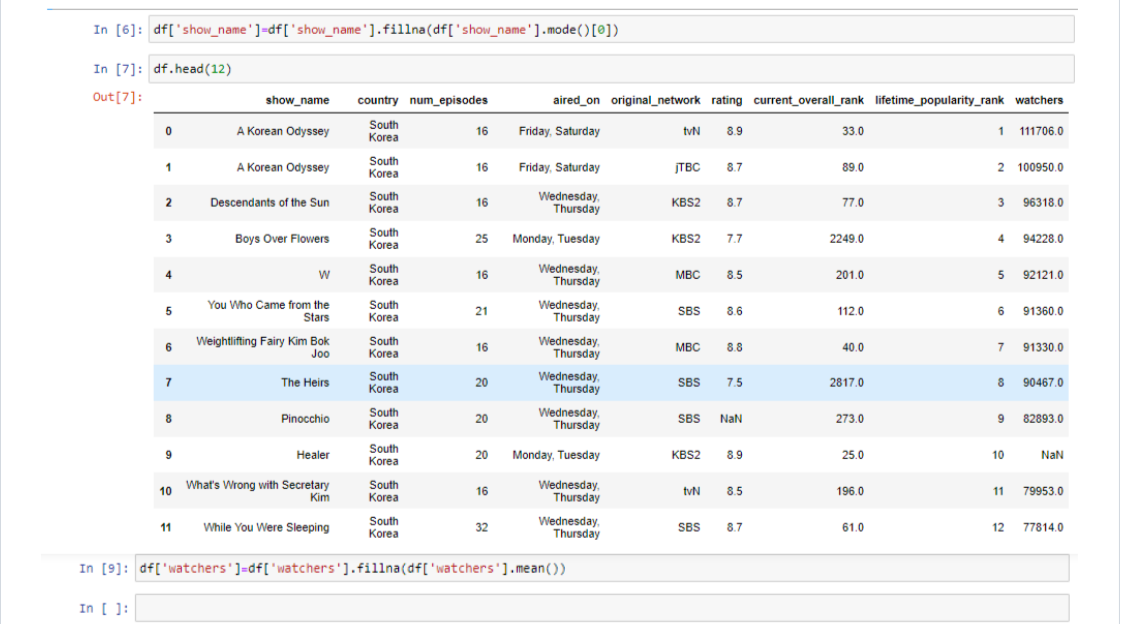 In [6]: df['show_name']=df['show_name'].fillna(df['show_name'].mode()[0])
In [7]: df.head(12)
Out[7]:
show_name country num_episodes aired_on original_network rating current_overall_rank lifetime_popularity_rank watchers
0 A Korean Odyssey South Korea 16 Friday, Saturday tvN 8.9 33.0 1 111706.0
1 A Korean Odyssey South Korea 16 Friday, Saturday jTBC 8.7 89.0 2 100950.0
2 Descendants of the Sun South Korea 16 Wednesday, Thursday KBS2 8.7 77.0 3 96318.0
3 Boys Over Flowers South Korea 25 Monday, Tuesday KBS2 7.7 2249.0 4 94228.0
4 W South Korea 16 Wednesday, Thursday MBC 8.5 201.0 5 92121.0
5 You Who Came from the Stars South Korea 21 Wednesday, Thursday SBS 8.6 112.0 6 91360.0
6 Weightlifting Fairy Kim Bok Joo South Korea 16 Wednesday, Thursday MBC 8.8 40.0 7 91330.0
7 The Heirs South Korea 20 Wednesday, Thursday SBS 7.5 2817.0 8 90467.0
8 Pinocchio South Korea 20 Wednesday, Thursday SBS NaN 273.0 9 82893.0
9 Healer South Korea 20 Monday, Tuesday KBS2 8.9 25.0 10 NaN
10 What's Wrong with Secretary Kim South Korea 16 Wednesday, Thursday tvN 8.5 196.0 11 79953.0
11 While You Were Sleeping South Korea 32 Wednesday, Thursday SBS 8.7 61.0 12 77814.0
In [9]: df['watchers']=df['watchers'].fillna(df['watchers'].mean())
In [ ]: